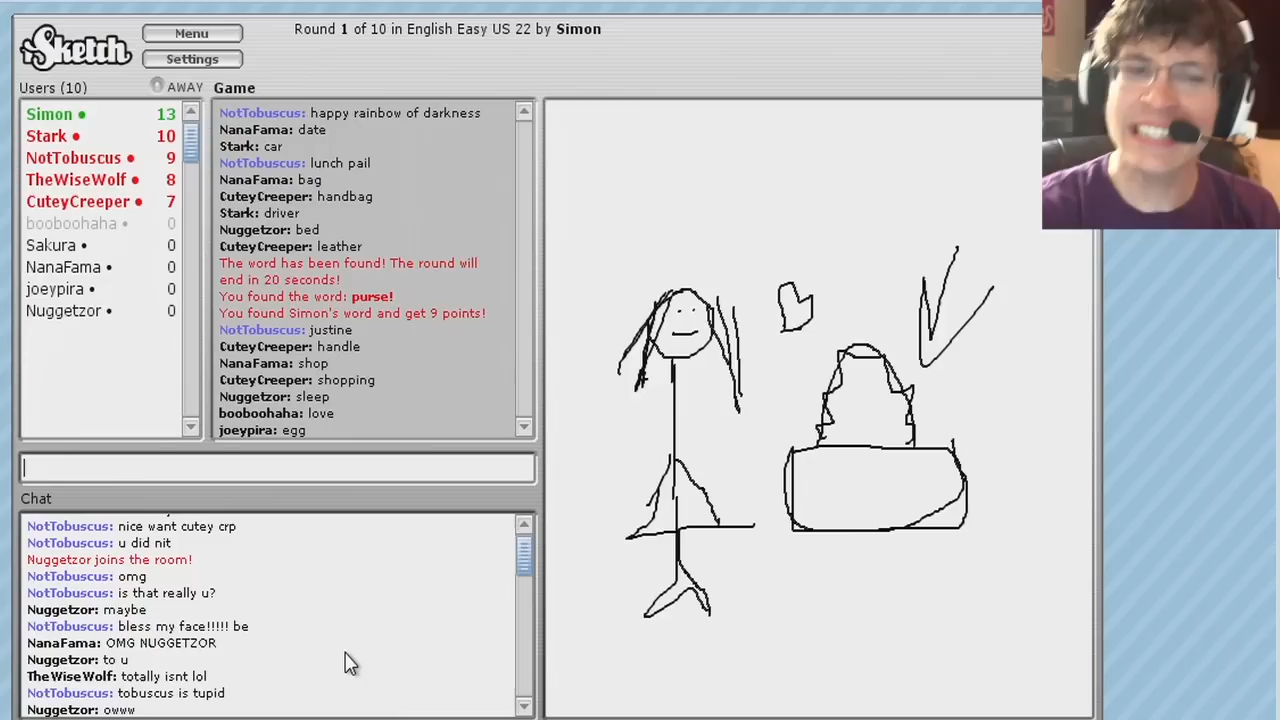 iSketch
Menu
Settings
Round 1 of 10 in English Easy US 22 by Simon
Users (10)
AWAY
Simon • 13
Stark • 10
NotTobuscus • 9
TheWiseWolf • 8
CuteyCreeper • 7
booboohaha • 0
Sakura • 0
NanaFama • 0
joeypira • 0
Nuggetzor • 0
Game
NotTobuscus: happy rainbow of darkness
NanaFama: date
Stark: car
NotTobuscus: lunch pail
NanaFama: bag
CuteyCreeper: handbag
Stark: driver
Nuggetzor: bed
CuteyCreeper: leather
The word has been found! The round will
end in 20 seconds!
You found the word: purse!
You found Simon's word and get 9 points!
NotTobuscus: justine
CuteyCreeper: handle
NanaFama: shop
CuteyCreeper: shopping
Nuggetzor: sleep
booboohaha: love
joeypira: egg
Chat
NotTobuscus: nice want cutey crp
NotTobuscus: u did nit
Nuggetzor joins the room!
NotTobuscus: omg
NotTobuscus: is that really u?
Nuggetzor: maybe
NotTobuscus: bless my face!!!!! be
NanaFama: OMG NUGGETZOR
Nuggetzor: to u
TheWiseWolf: totally isnt lol
NotTobuscus: tobuscus is tupid
Nuggetzor: owww